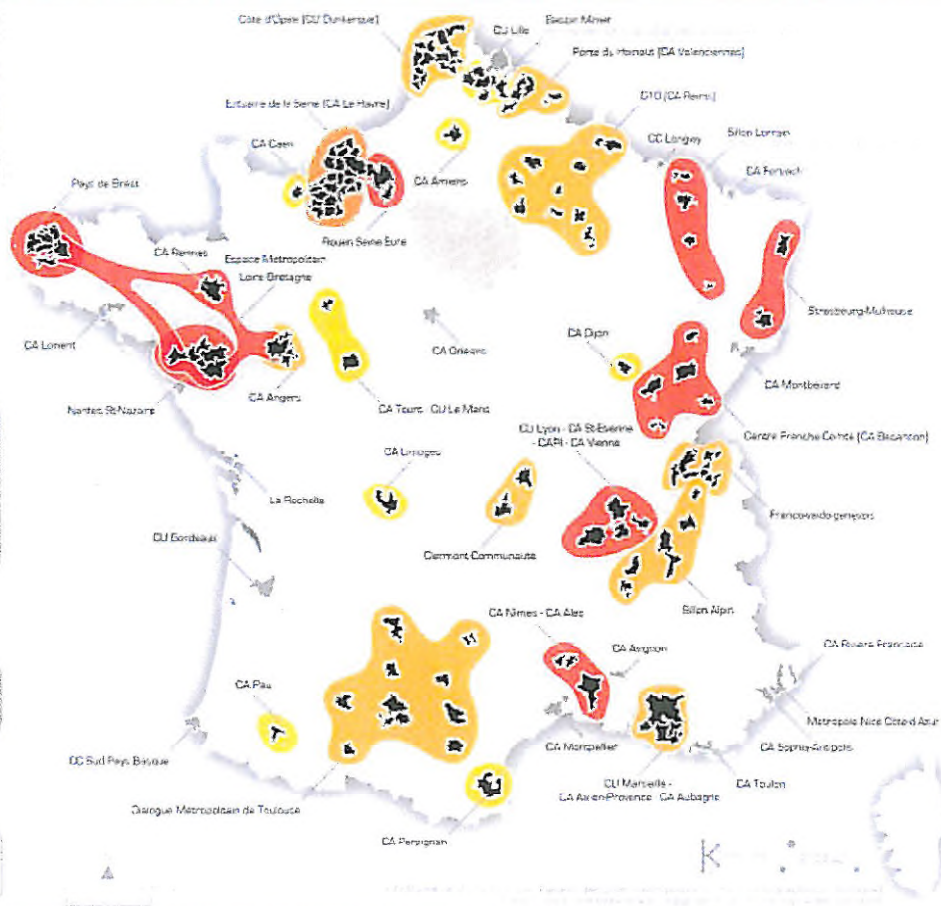 Côte d'Opale (CU Dunkerque)
CU Lille
Bassin Minier
Porte du Hainaut (CA Valenciennes)
Estuaire de la Seine (CA Le Havre)
G10 (CA Reims)
CA Caen
CA Amiens
CC Longwy
Sillon Lorrain
CA Forbach
Pays de Brest
Rouen Seine Eure
CA Rennes
Espace Métropolitain
Loire Bretagne
Strasbourg-Mulhouse
CA Lorient
CA Orléans
CA Dijon
CA Angers
CA Montbéliard
Nantes St-Nazaire
CA Tours - CU Le Mans
CU Lyon - CA St-Etienne
- CAPI - CA Vienne
Centre Franche Comté (CA Besançon)
CA Limoges
La Rochelle
Franco-valdo-genevois
CU Bordeaux
Clermont Communauté
Sillon Alpin
CA Nîmes - CA Alès
CA Avignon
CA Riviera Française
CA Pau
Métropole Nice Côte d'Azur
CA Montpellier
CA Sophia-Antipolis
CC Sud Pays Basque
CU Marseille -
CA Aix-en-Provence - CA Aubagne
CA Toulon
Dialogue Métropolitain de Toulouse
CA Perpignan